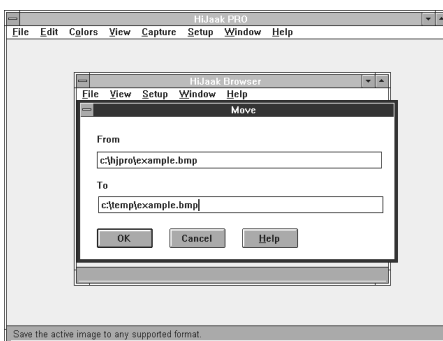 HiJaak PRO
File Edit Colors View Capture Setup Window Help
HiJaak Browser
File View Setup Window Help
Move
From
c:\hjpro\example.bmp
To
c:\temp\example.bmp
OK Cancel Help
Save the active image to any supported format.